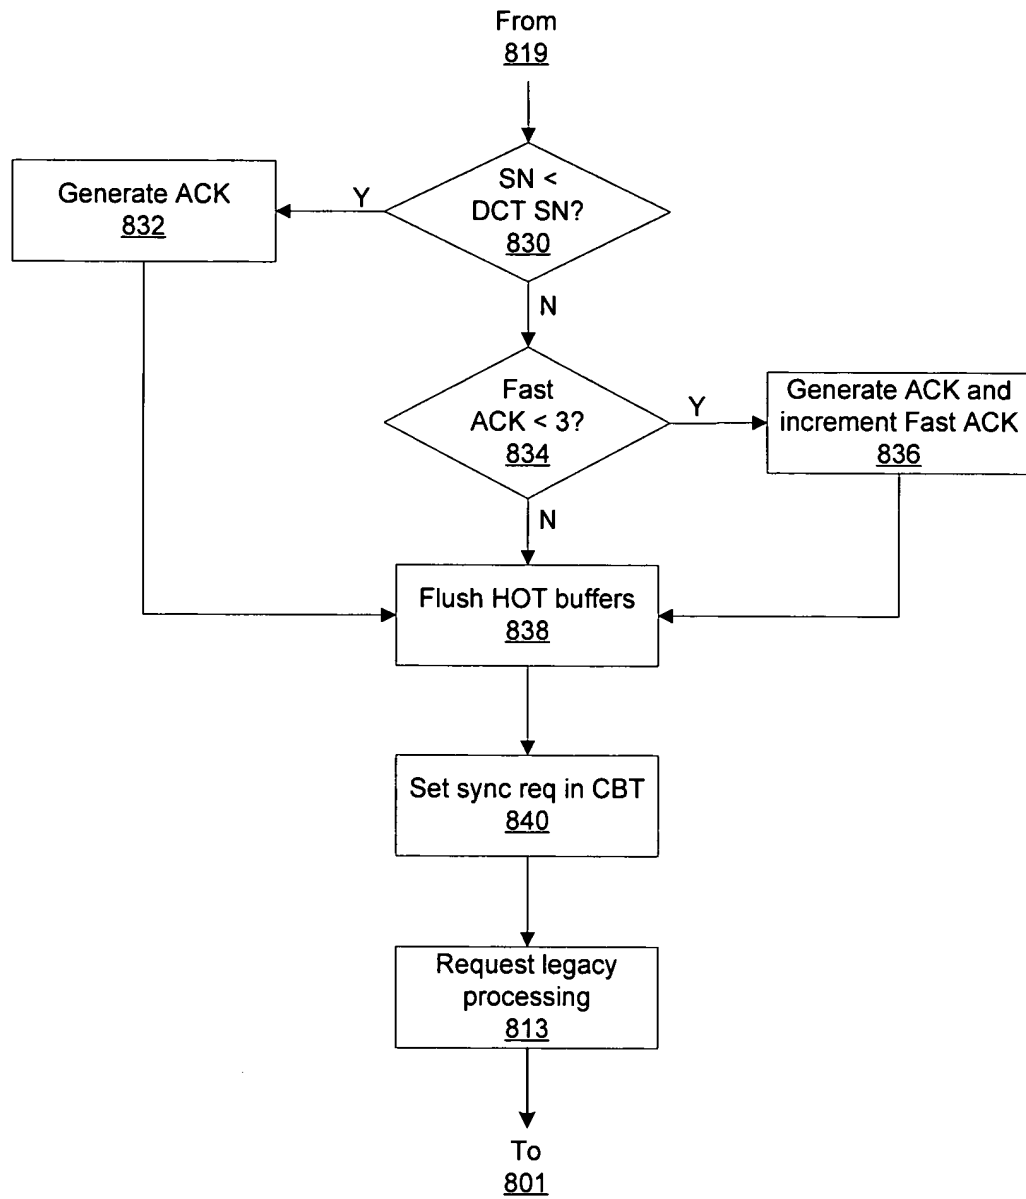 From
819
SN <
DCT SN?
830
Y
Generate ACK
832
N
Fast
ACK < 3?
834
Y
Generate ACK and
increment Fast ACK
836
N
Flush HOT buffers
838
Set sync req in CBT
840
Request legacy
processing
813
To
801